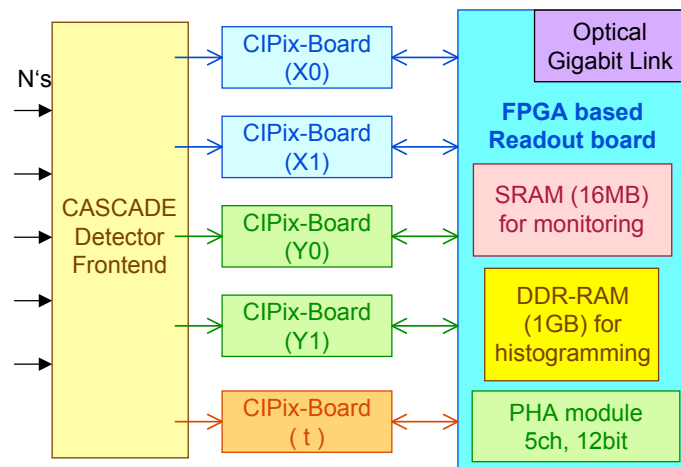 N‘s
CASCADE
Detector
Frontend
CIPix-Board
(X0)
CIPix-Board
(X1)
CIPix-Board
(Y0)
CIPix-Board
(Y1)
CIPix-Board
( t )
Optical
Gigabit Link
FPGA based
Readout board
SRAM (16MB)
for monitoring
DDR-RAM
(1GB) for
histogramming
PHA module
5ch, 12bit